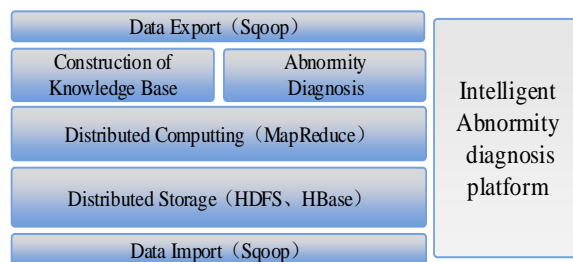 Data Export（Sqoop）
Construction of
Knowledge Base
Abnormity
Diagnosis
Distributed Computting（MapReduce）
Distributed Storage（HDFS、HBase）
Data Import（Sqoop）
Intelligent
Abnormity
diagnosis
platform